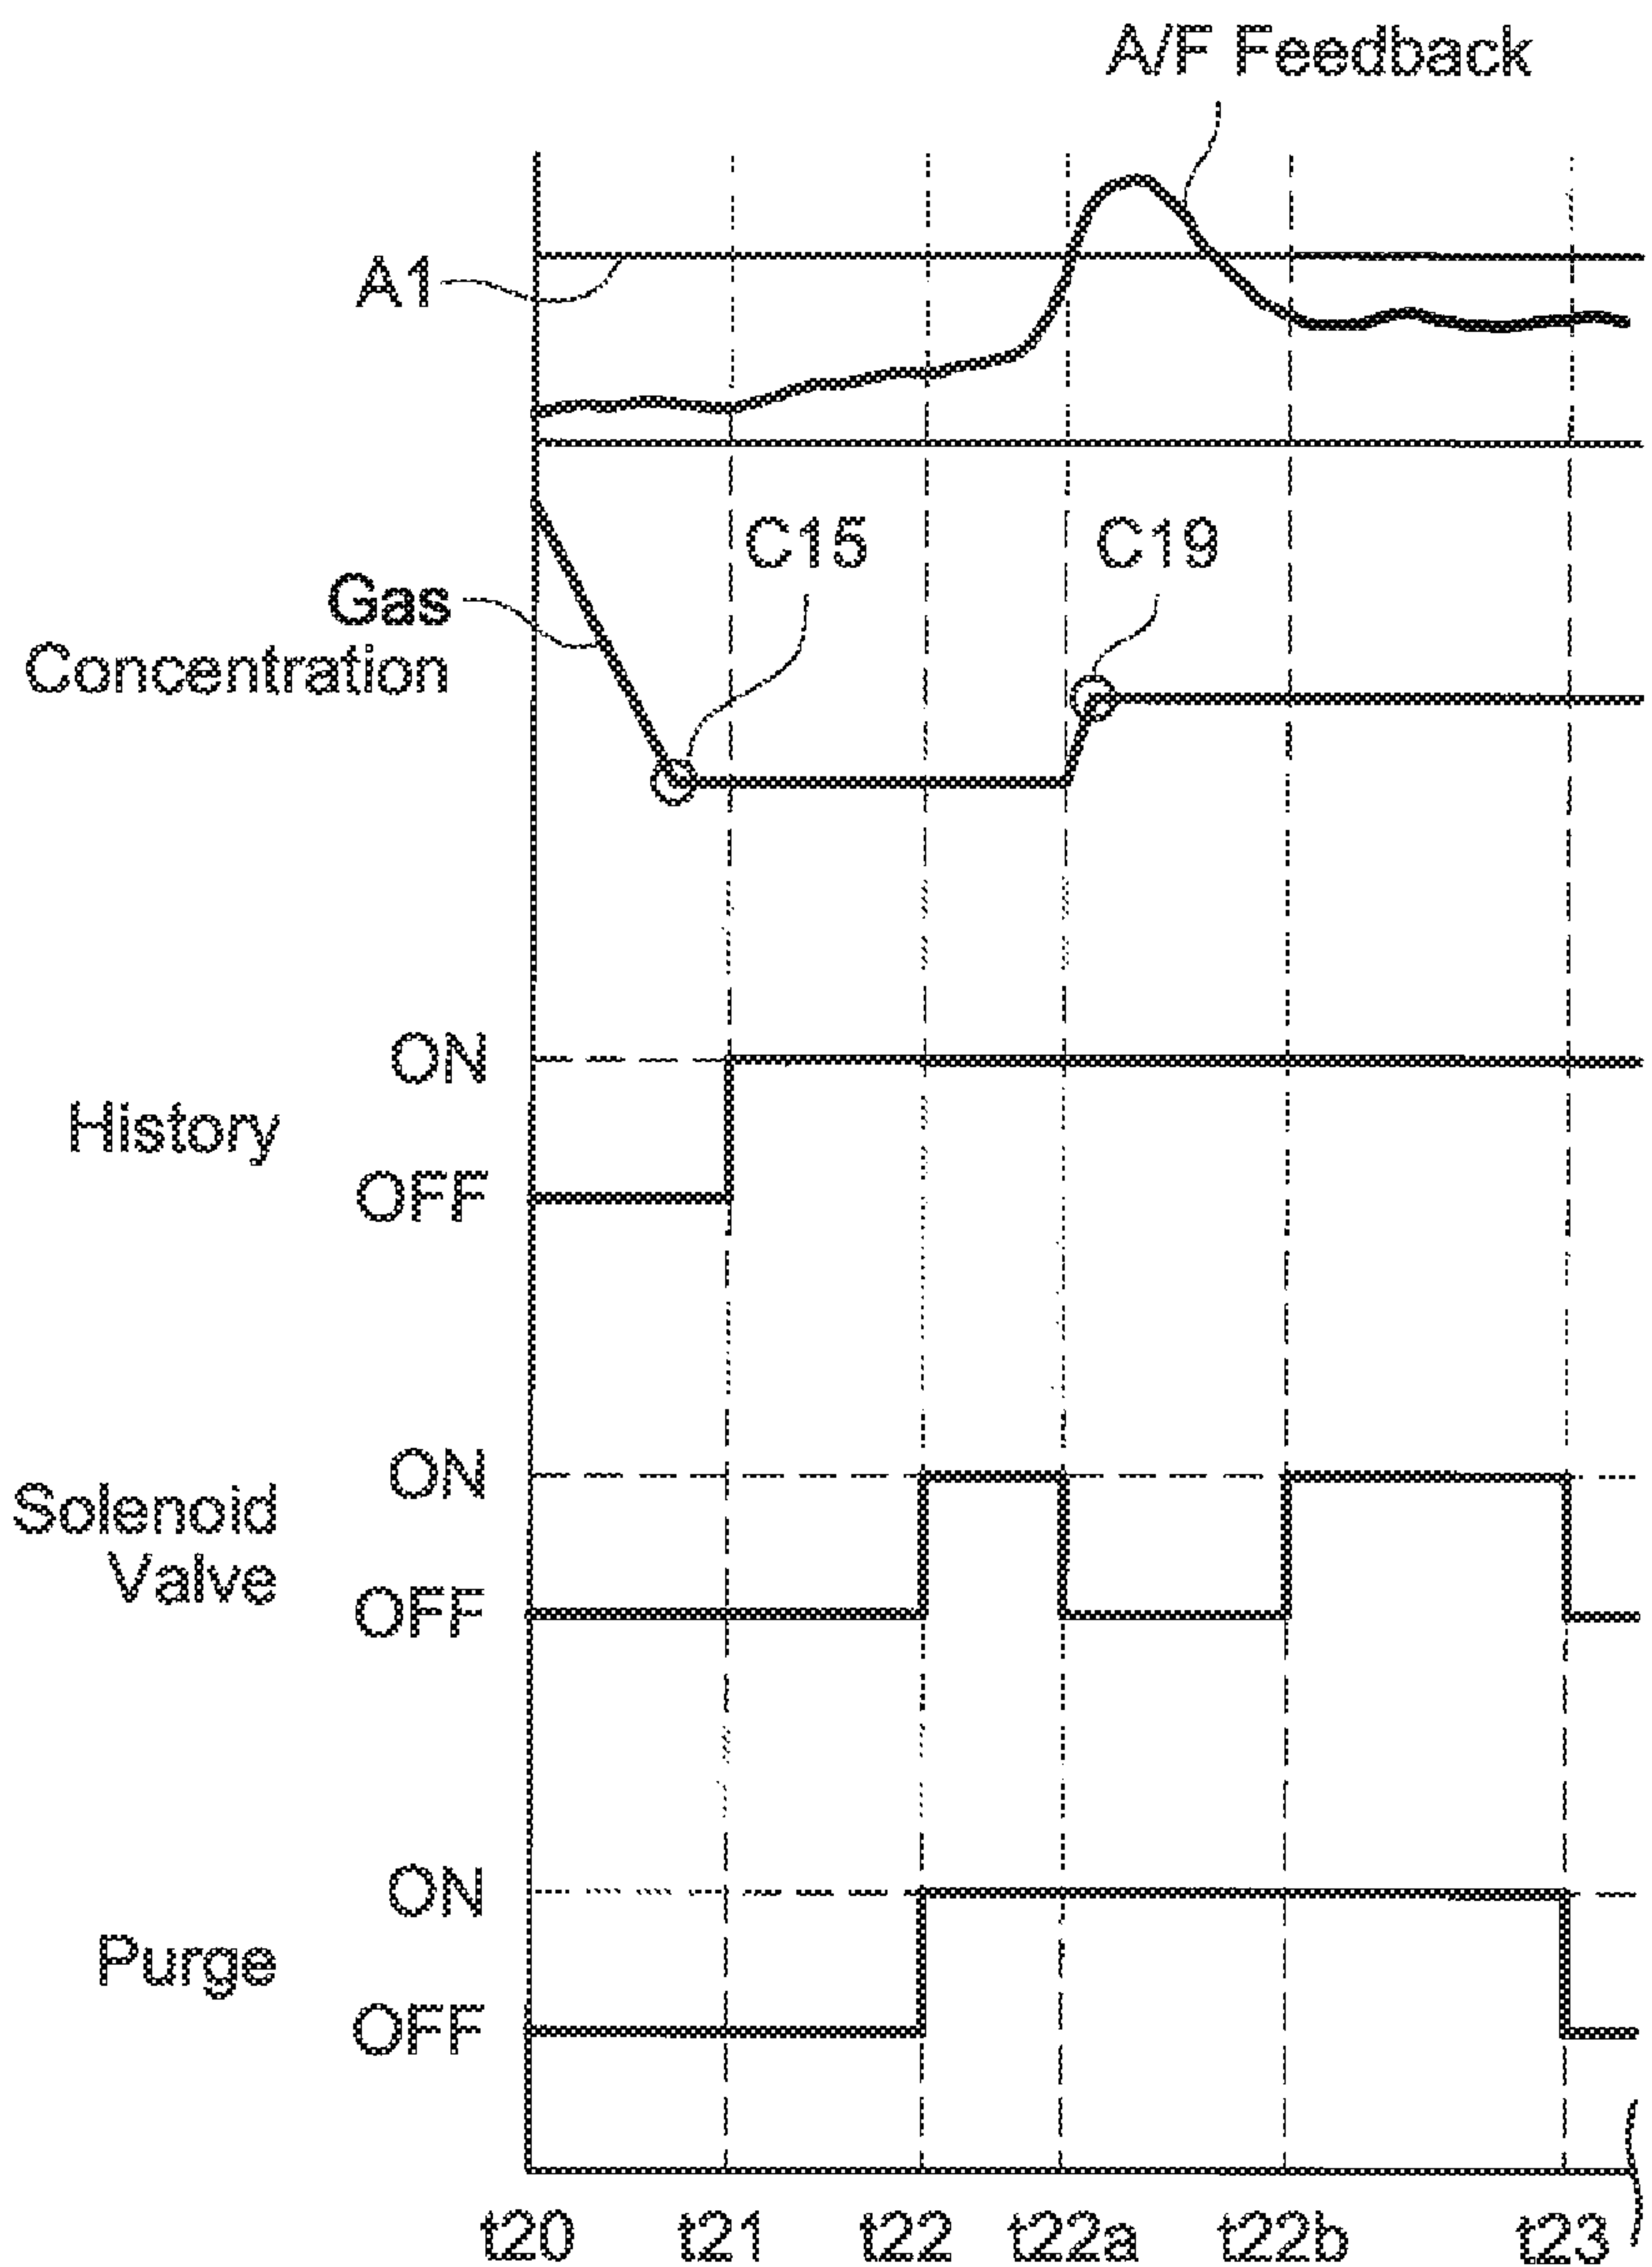 A/F Feedback
A1
C15
C19
Gas
Concentration
ON
History
OFF
ON
Solenoid
Valve
OFF
ON
Purge
OFF
t20 t21 t22 t22a t22b t23